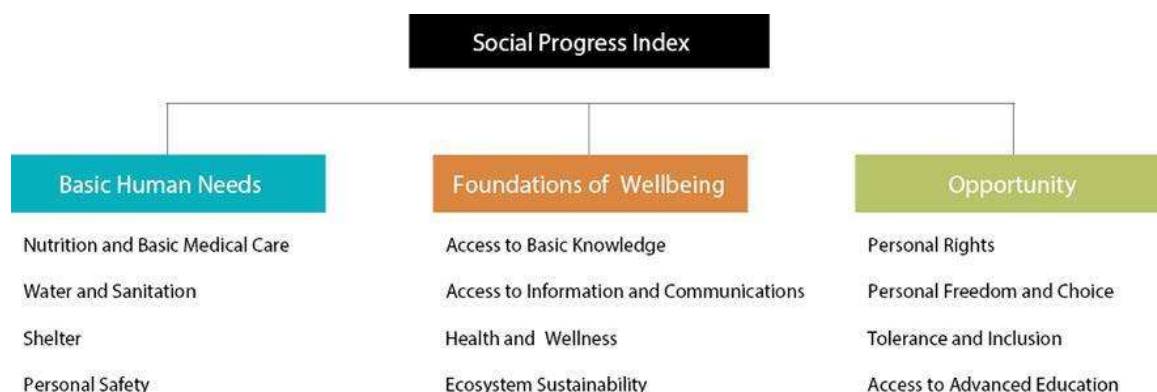 Social Progress Index
Basic Human Needs
Nutrition and Basic Medical Care
Water and Sanitation
Shelter
Personal Safety
Foundations of Wellbeing
Access to Basic Knowledge
Access to Information and Communications
Health and Wellness
Ecosystem Sustainability
Opportunity
Personal Rights
Personal Freedom and Choice
Tolerance and Inclusion
Access to Advanced Education